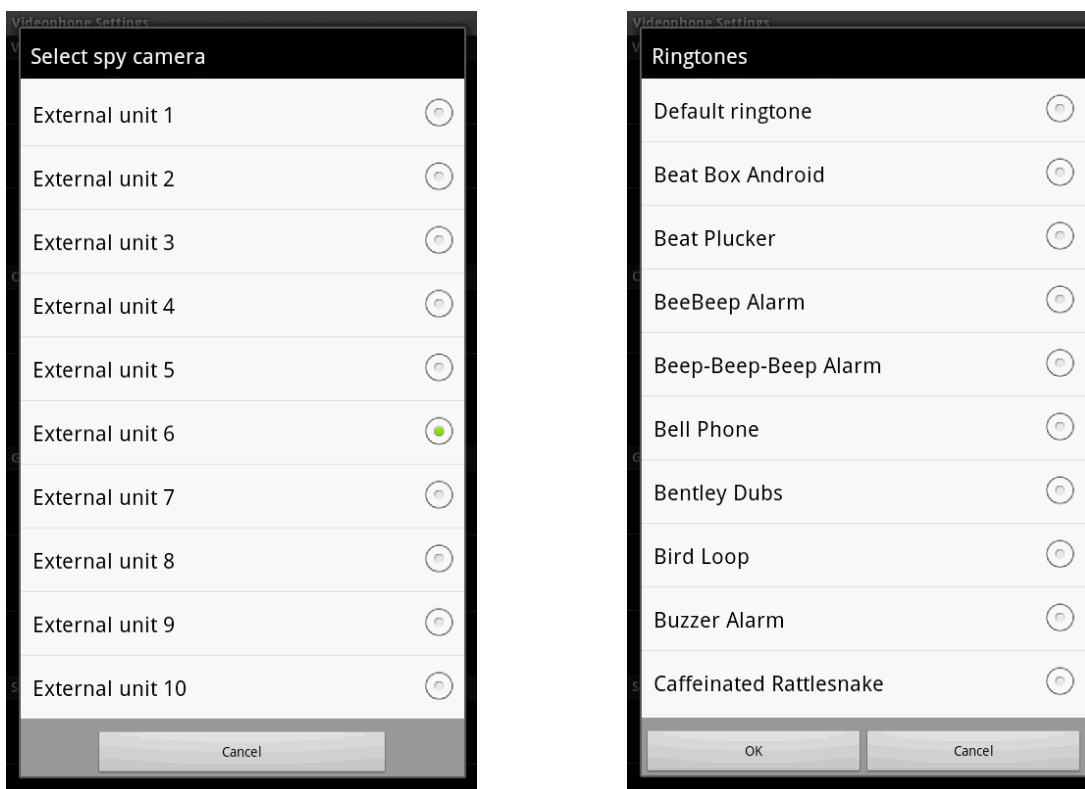 Videophone Settings
Select spy camera
External unit 1
External unit 2
External unit 3
External unit 4
External unit 5
External unit 6
External unit 7
External unit 8
External unit 9
External unit 10
Cancel
Videophone Settings
Ringtones
Default ringtone
Beat Box Android
Beat Plucker
BeeBeep Alarm
Beep-Beep-Beep Alarm
Bell Phone
Bentley Dubs
Bird Loop
Buzzer Alarm
Caffeinated Rattlesnake
OK
Cancel